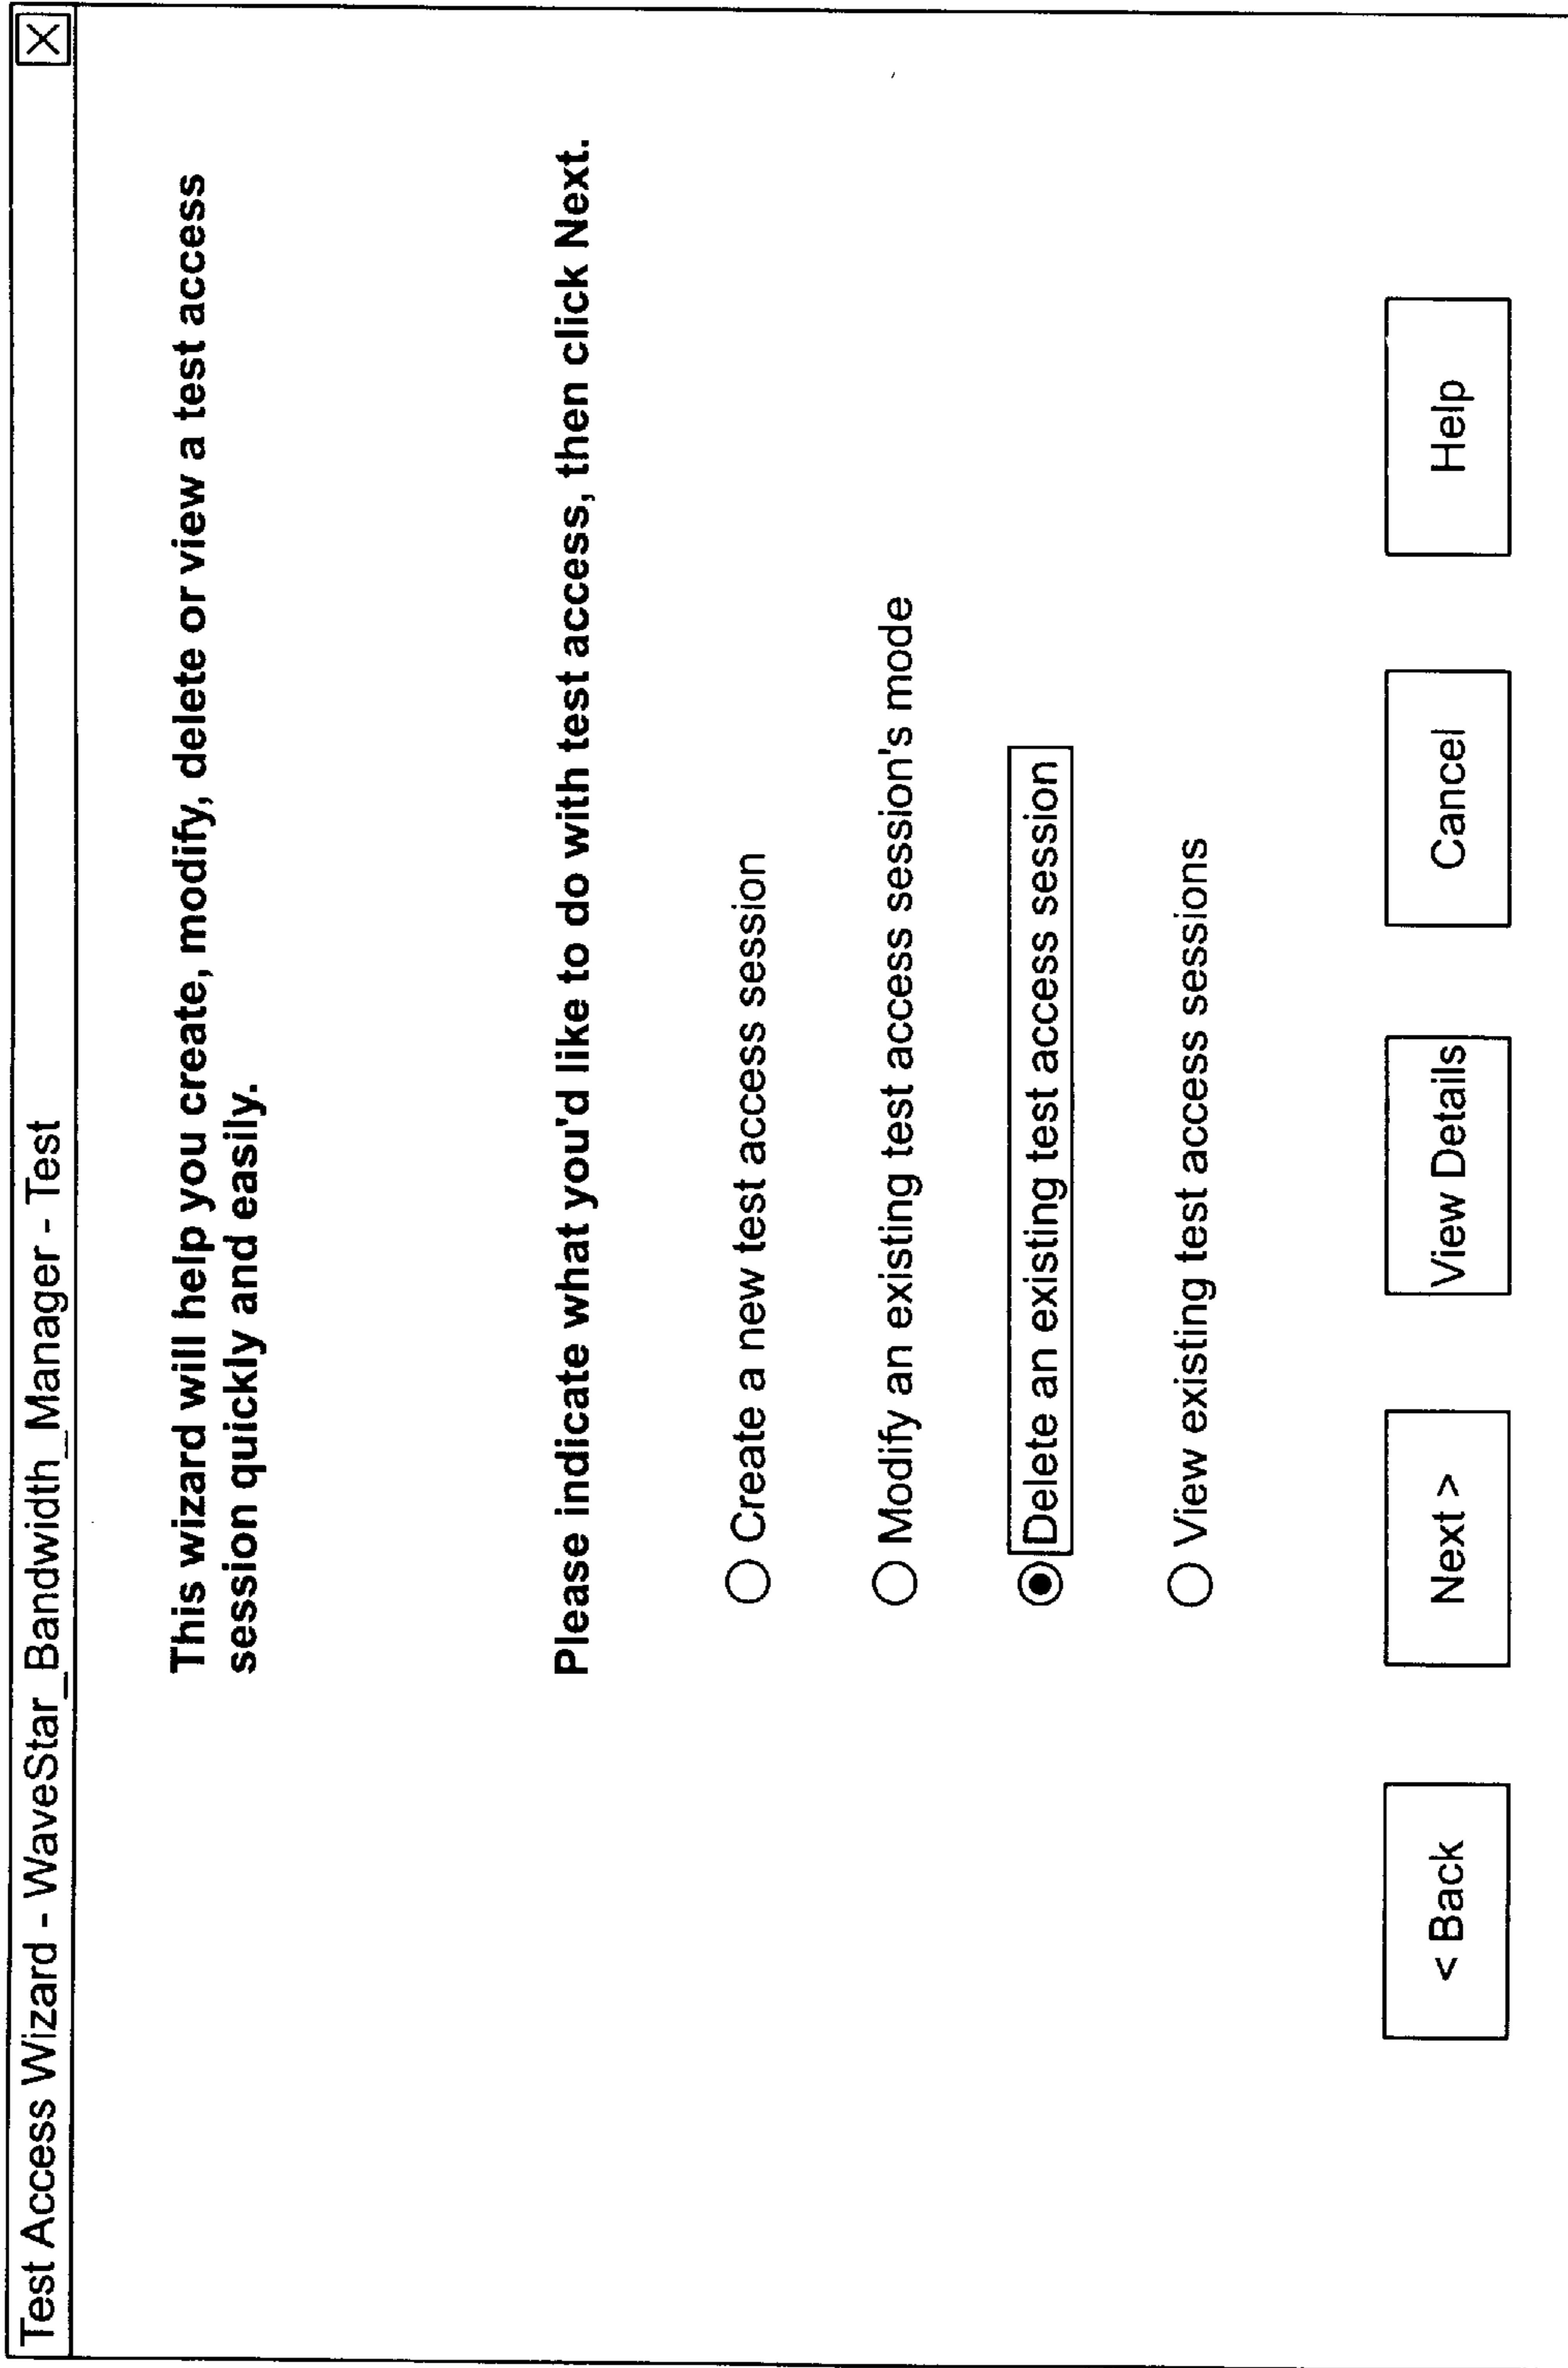 Test Access Wizard - WaveStar_Bandwidth_Manager - Test
This wizard will help you create, modify, delete or view a test access
session quickly and easily.
Please indicate what you'd like to do with test access, then click Next.
Create a new test access session
Modify an existing test access session's mode
Delete an existing test access session
View existing test access sessions
< Back
Next >
View Details
Cancel
Help